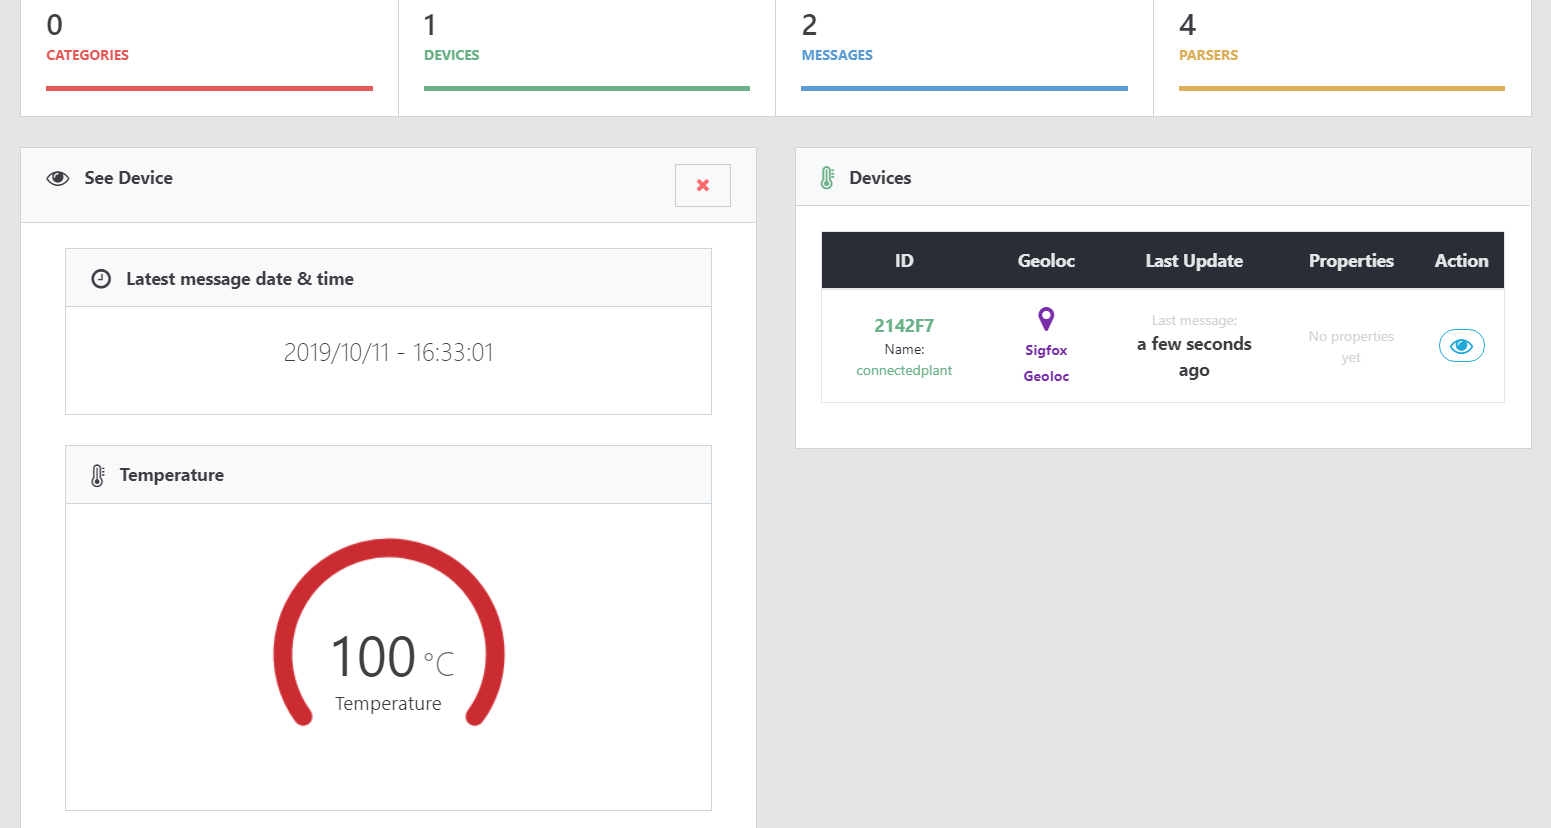 0
CATEGORIES
1
DEVICES
2
MESSAGES
4
PARSERS
See Device
Latest message date & time
2019/10/11 - 16:33:01
Temperature
100 °C
Temperature
Devices
ID Geoloc Last Update Properties Action
2142F7
Name:
connectedplant
Sigfox
Geoloc
Last message:
a few seconds
ago
No properties
yet